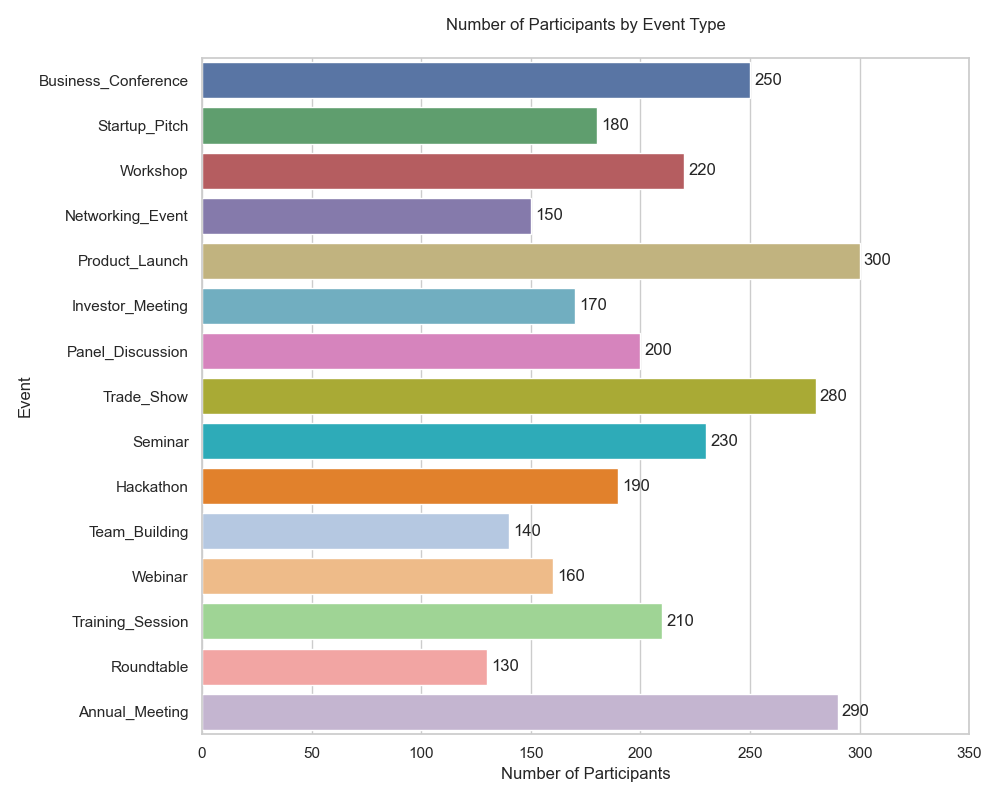 Number of Participants by Event Type
Event
Business_Conference 250
Startup_Pitch 180
Workshop 220
Networking_Event 150
Product_Launch 300
Investor_Meeting 170
Panel_Discussion 200
Trade_Show 280
Seminar 230
Hackathon 190
Team_Building 140
Webinar 160
Training_Session 210
Roundtable 130
Annual_Meeting 290
0 50 100 150 200 250 300 350
Number of Participants